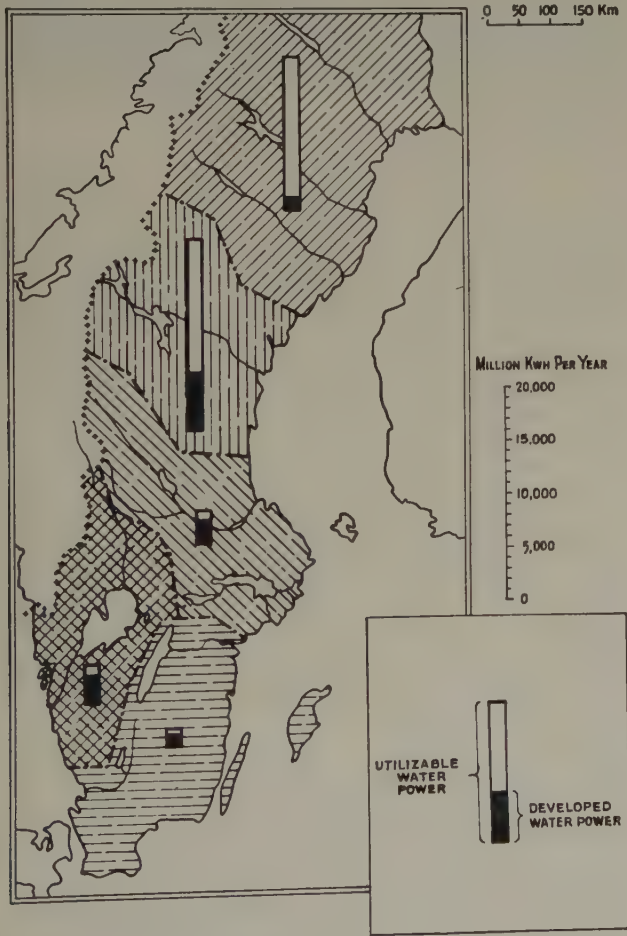 0 50 100 150 Km
MILLION KWH PER YEAR
20,000
15,000
10,000
5,000
0
UTILIZABLE
WATER
POWER
DEVELOPED
WATER POWER